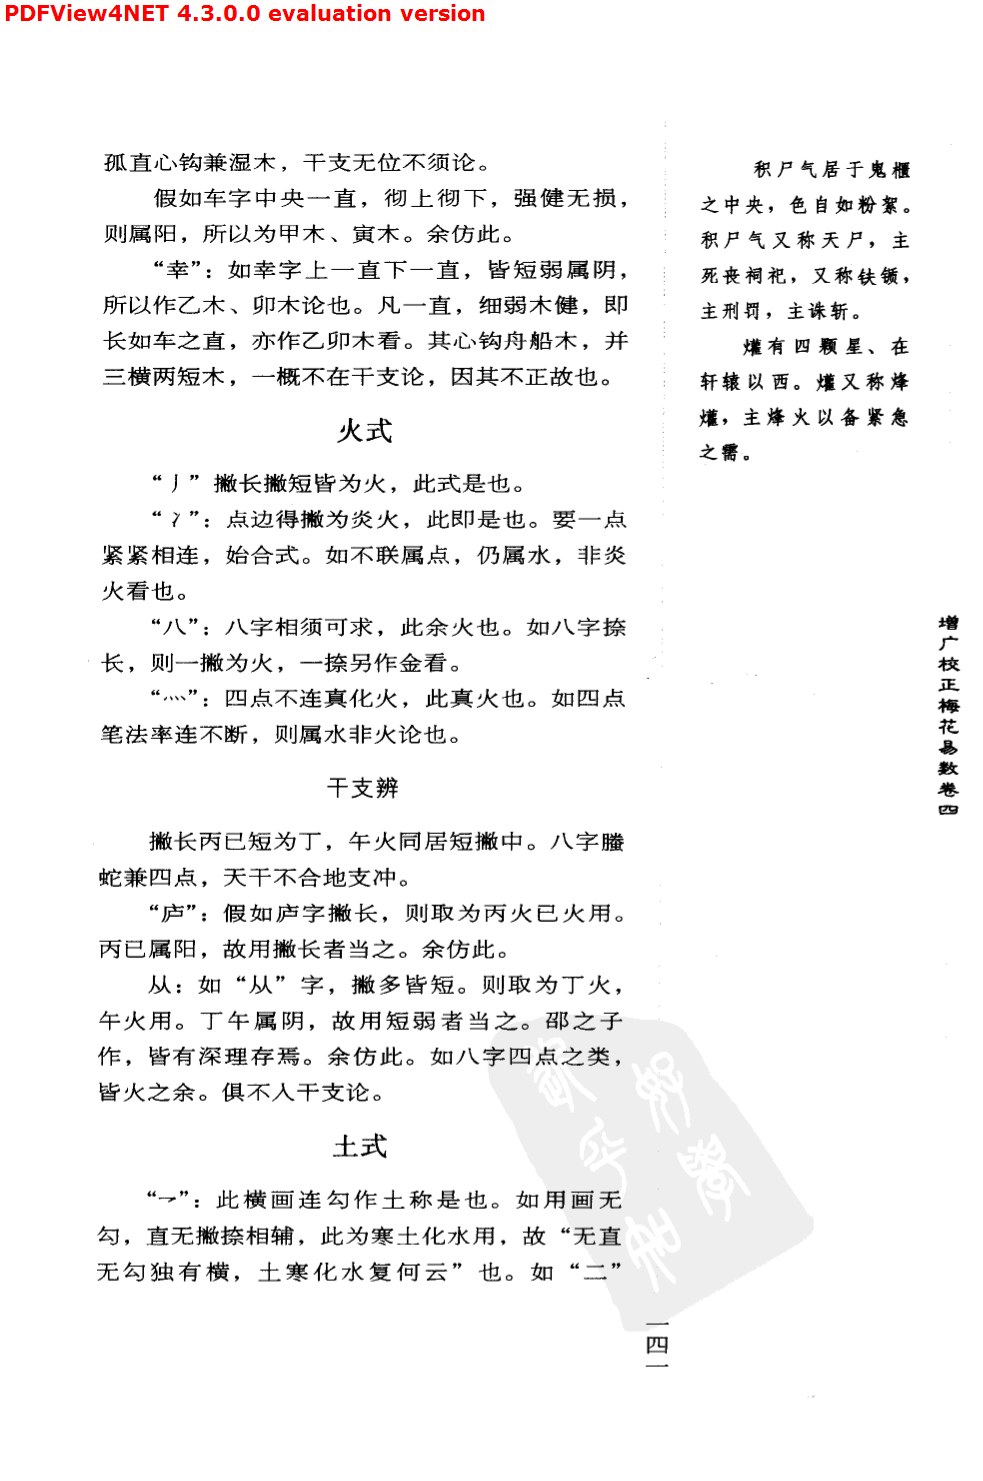 PDFView4NET 4.3.0.0 evaluation version
孤直心钩兼湿木，干支无位不须论。
假如车字中央一直，彻上彻下，强健无损，
则属阳，所以为甲木、寅木。余仿此。
“幸”：如幸字上一直下一直，皆短弱属阴，
所以作乙木、卯木论也。凡一直，细弱木健，即
长如车之直，亦作乙卯木看。其心钩舟船木，并
三横两短木，一概不在干支论，因其不正故也。
火式
“丿”撇长撇短皆为火，此式是也。
“冫”：点边得撇为炎火，此即是也。要一点
紧紧相连，始合式。如不联属点，仍属水，非炎
火看也。
“八”：八字相须可求，此余火也。如八字捺
长，则一撇为火，一捺另作金看。
“灬”：四点不连真化火，此真火也。如四点
笔法率连不断，则属水非火论也。
干支辨
撇长丙已短为丁，午火同居短撇中。八字螣
蛇兼四点，天干不合地支冲。
“庐”：假如庐字撇长，则取为丙火已火用。
丙已属阳，故用撇长者当之。余仿此。
从：如“从”字，撇多皆短。则取为丁火，
午火用。丁午属阴，故用短弱者当之。邵之子
作，皆有深理存焉。余仿此。如八字四点之类，
皆火之余。俱不人干支论。
土式
“㇖”：此横画连勾作土称是也。如用画无
勾，直无撇捺相辅，此为寒土化水用，故“无直
无勾独有横，土寒化水复何云”也。如“二”
积尸气居于鬼柜
之中央，色自如粉絮。
积尸气又称天尸，主
死丧祠祀，又称铁锧，
主刑罚，主诛斩。
爟有四颗星、在
轩辕以西。爟又称烽
爟，主烽火以备紧急
之需。
增广校正梅花易数卷四
一四一